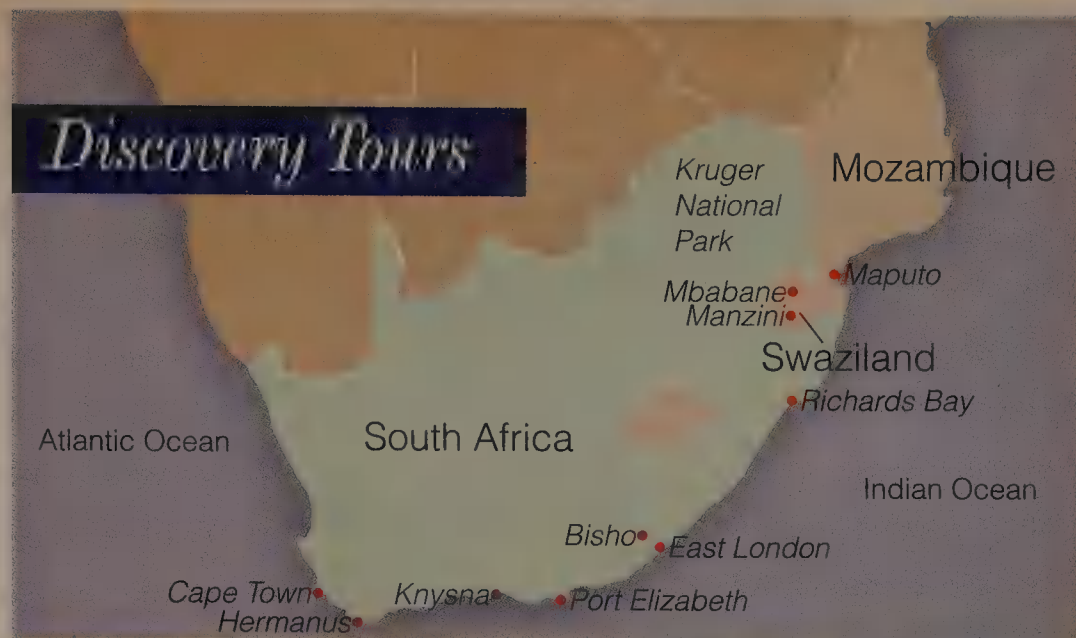 Discovery Tours
Kruger
National
Park
Mozambique
Maputo
Mbabane
Manzini
Swaziland
Richards Bay
Atlantic Ocean
South Africa
Indian Ocean
Bisho
East London
Cape Town
Knysna
Port Elizabeth
Hermanus